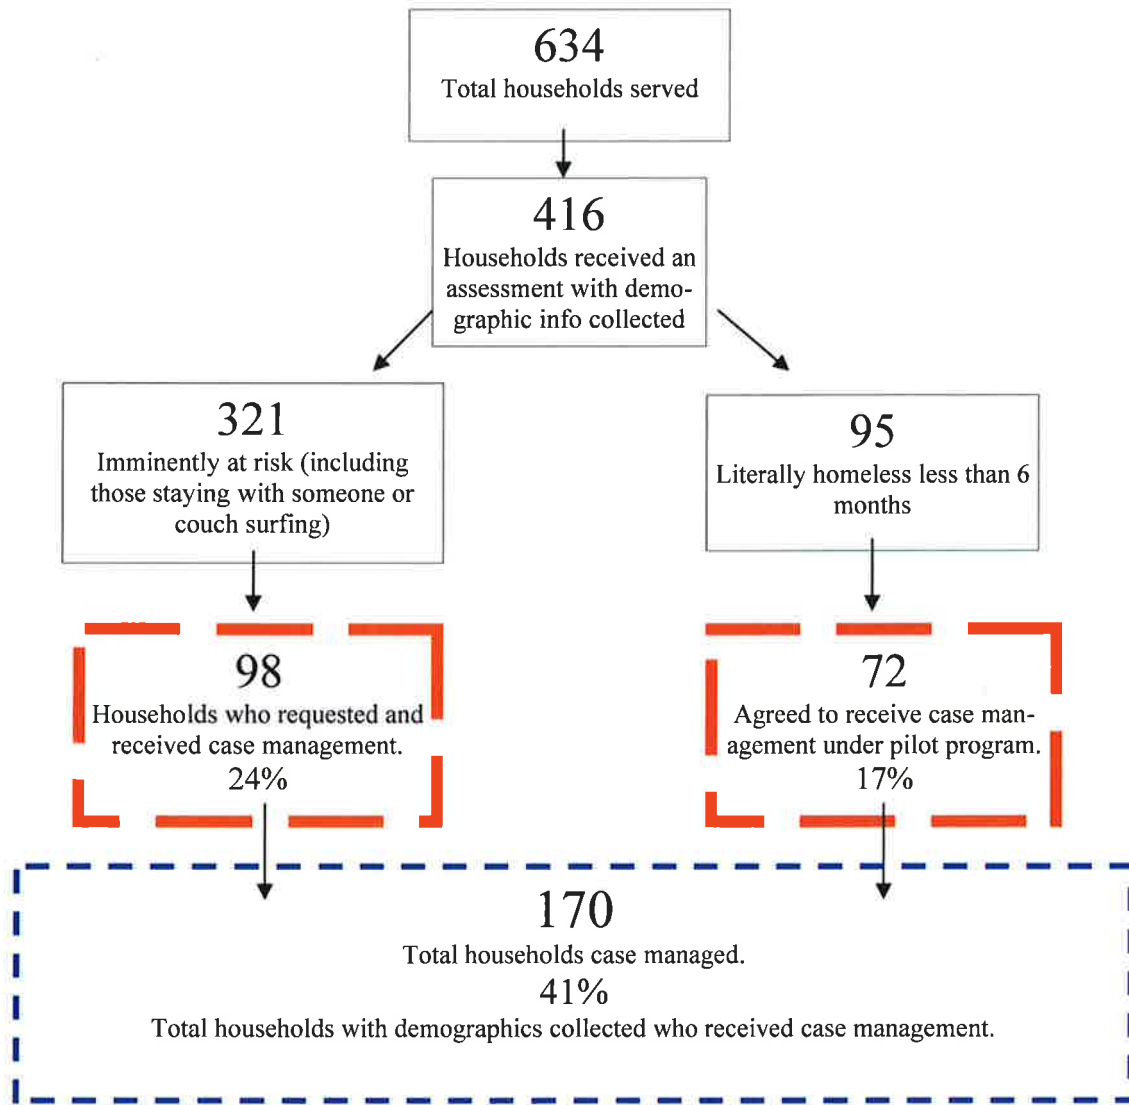 634
Total households served
416
Households received an
assessment with demo-
graphic info collected
321
Imminently at risk (including
those staying with someone or
couch surfing)
95
Literally homeless less than 6
months
98
Households who requested and
received case management.
24%
72
Agreed to receive case man-
agement under pilot program.
17%
170
Total households case managed.
41%
Total households with demographics collected who received case management.